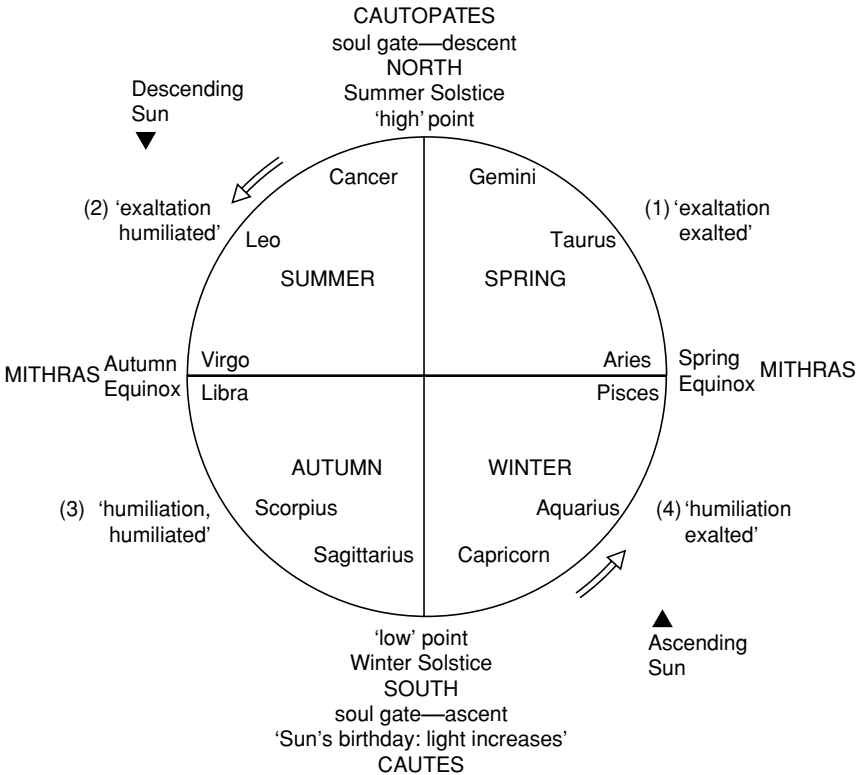 CAUTOPATES
soul gate—descent
NORTH
Summer Solstice
‘high’ point
Descending
Sun
Cancer
Gemini
(2) ‘exaltation
humiliated’
(1) ‘exaltation
exalted’
Leo
Taurus
SUMMER
SPRING
MITHRAS
Autumn
Equinox
Virgo
Libra
Aries
Pisces
Spring
Equinox
MITHRAS
AUTUMN
WINTER
(3) ‘humiliation,
humiliated’
Scorpius
Aquarius
(4) ‘humiliation
exalted’
Sagittarius
Capricorn
‘low’ point
Winter Solstice
SOUTH
soul gate—ascent
‘Sun’s birthday: light increases’
CAUTES
Ascending
Sun